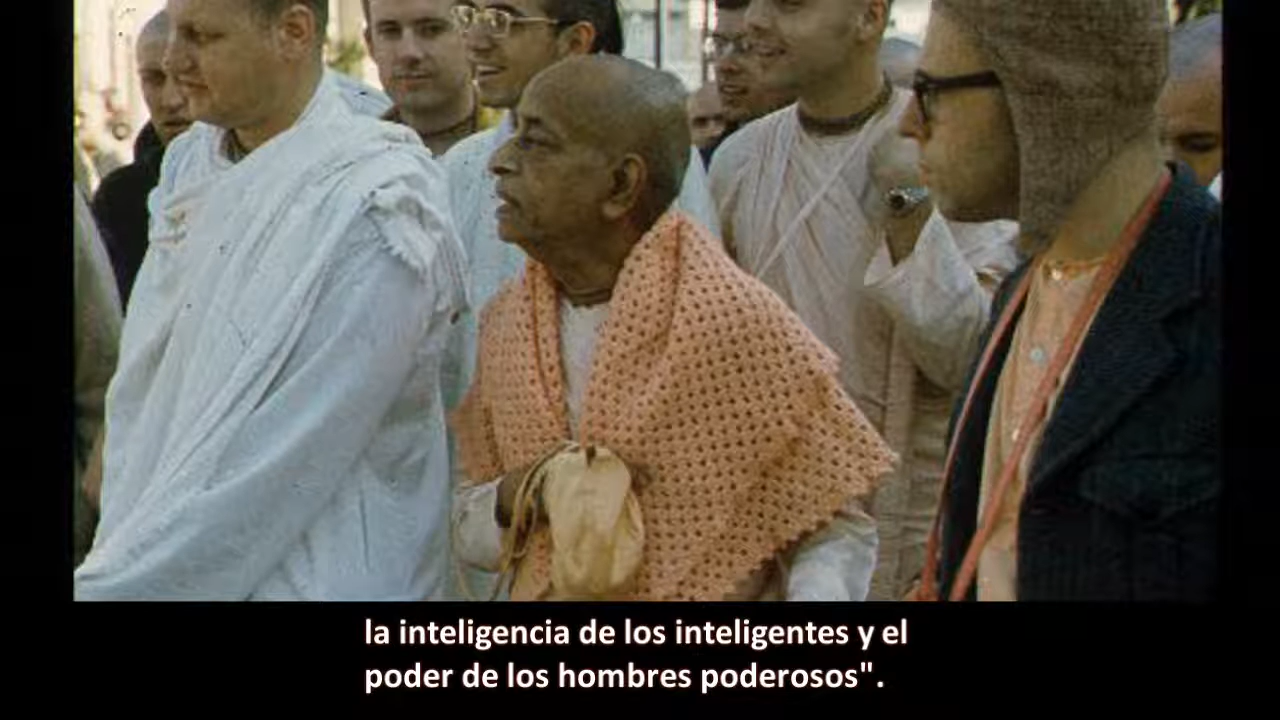 la inteligencia de los inteligentes y el
poder de los hombres poderosos".